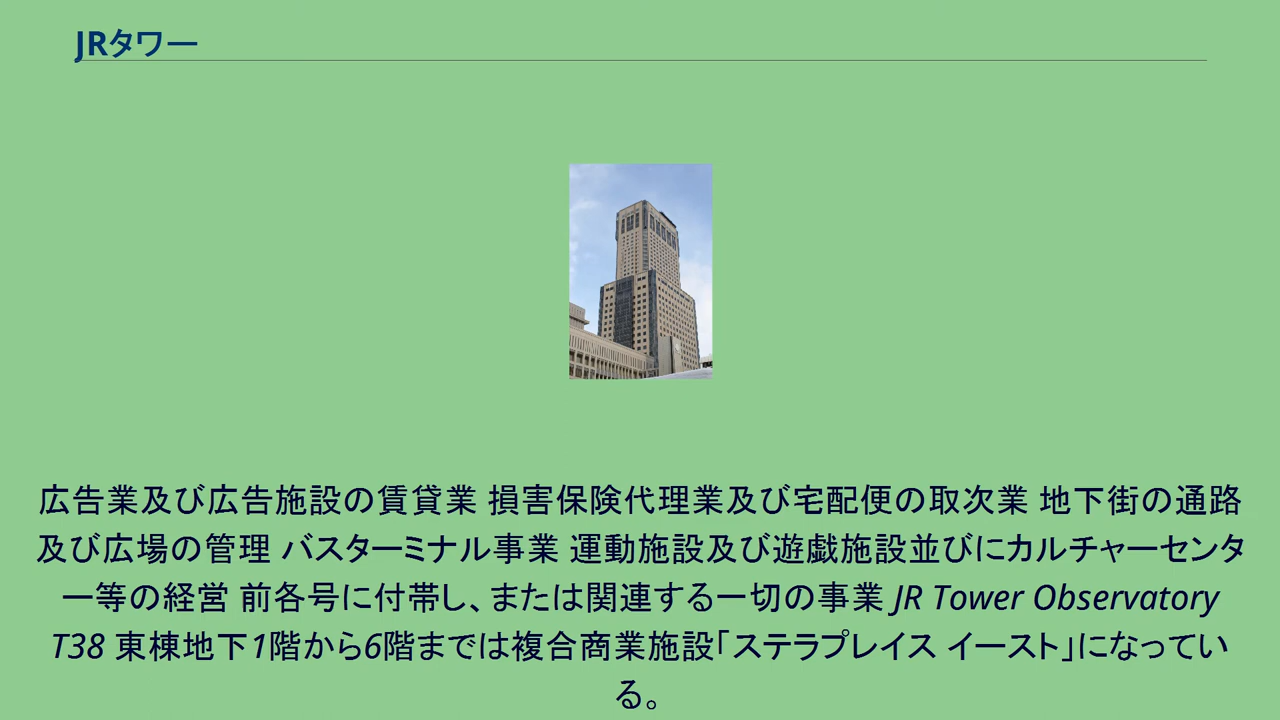 JRタワー
広告業及び広告施設の賃貸業 損害保険代理業及び宅配便の取次業 地下街の通路
及び広場の管理 バスターミナル事業 運動施設及び遊戯施設並びにカルチャーセンタ
ー等の経営 前各号に付帯し、または関連する一切の事業 JR Tower Observatory
T38 東棟地下1階から6階までは複合商業施設「ステラプレイス イースト」になってい
る。